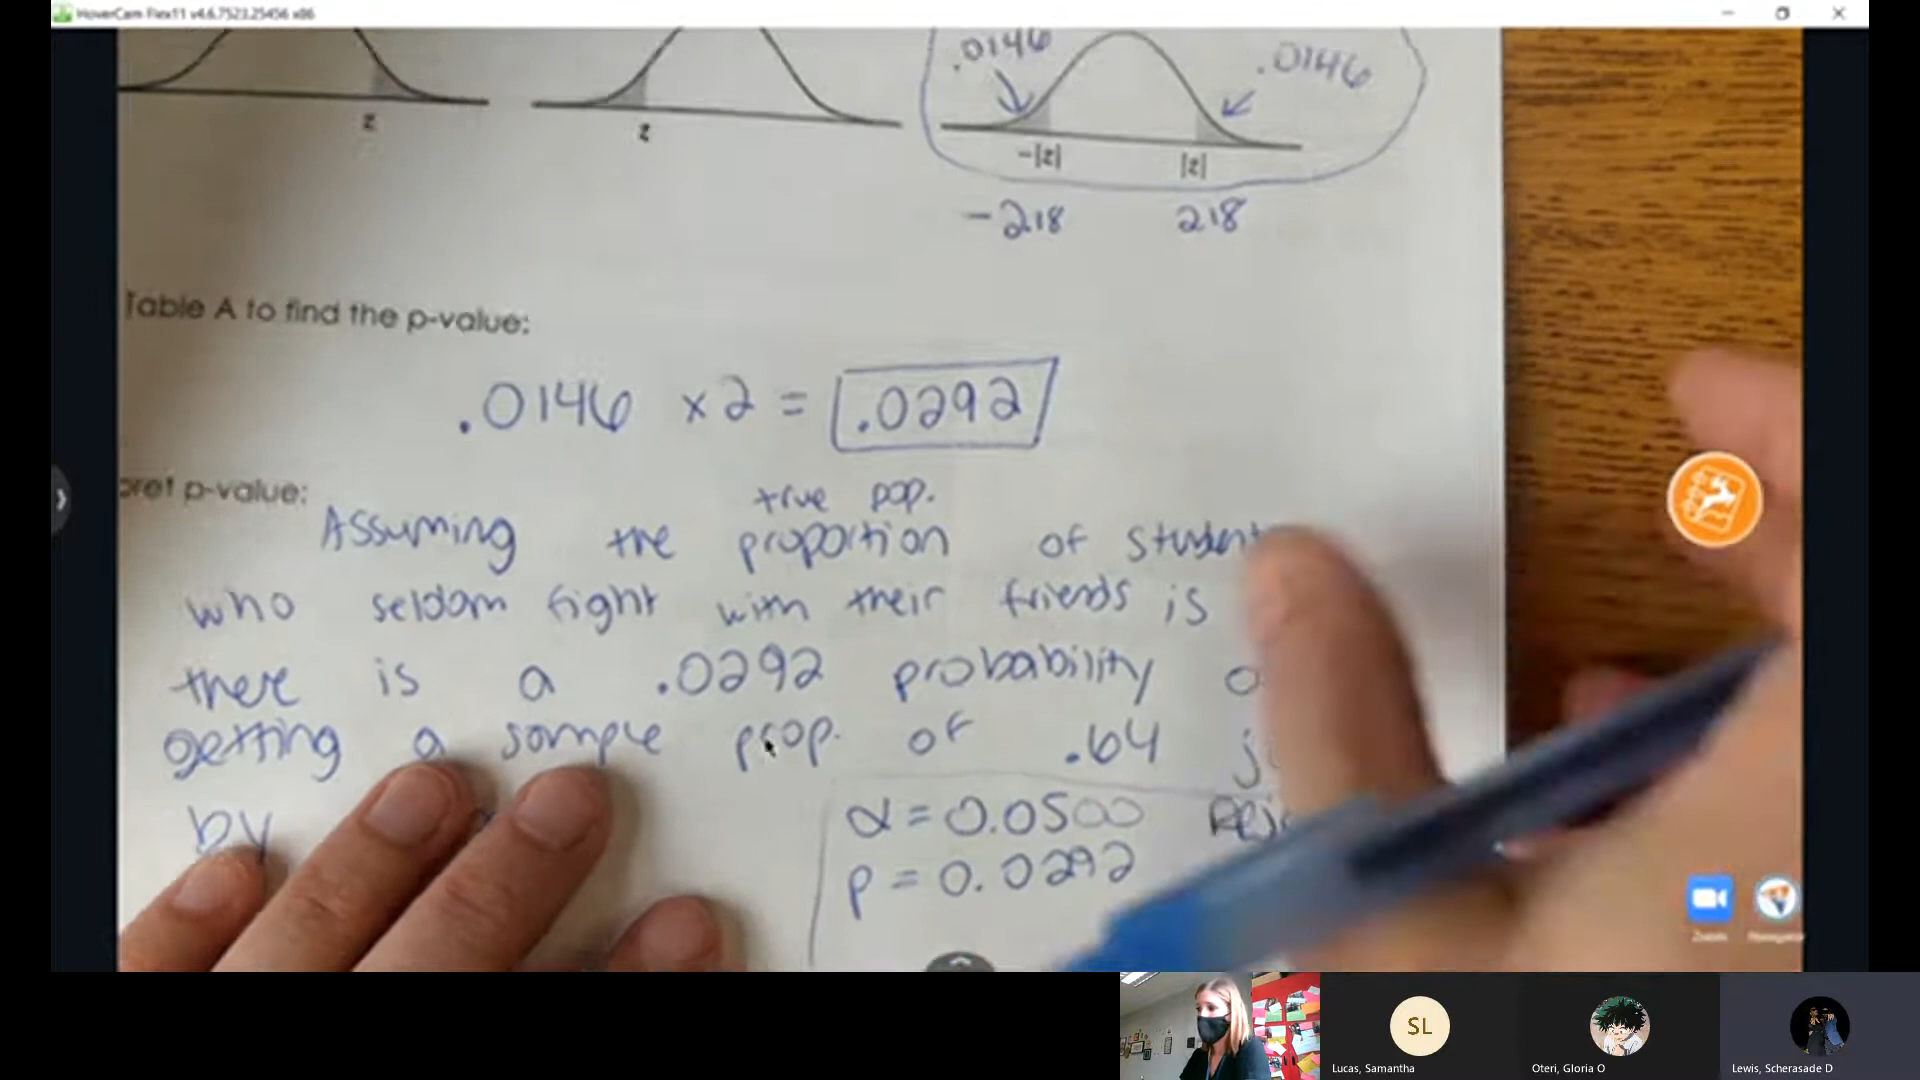 HoverCam Flex11 v4.6.7523.25456 x86
.0146
.0146
z
z
-|z|
|z|
-2.18
2.18
Table A to find the p-value:
.0146 x 2 = .0292
pret p-value:
true pop.
Assuming the proportion of student
who seldom fight with their friends is
there is a .0292 probability o
getting a sample prop. of .64 j
by
α = 0.0500 Rej
p = 0.0292
Zoom
SL
Lucas, Samantha
Oteri, Gloria O
Lewis, Scherasade D